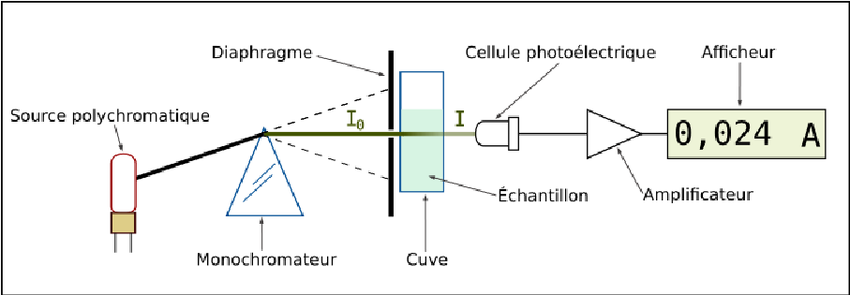 Diaphragme
Cellule photoélectrique
Afficheur
Source polychromatique
I₀
I
0,024 A
Échantillon
Amplificateur
Monochromateur
Cuve